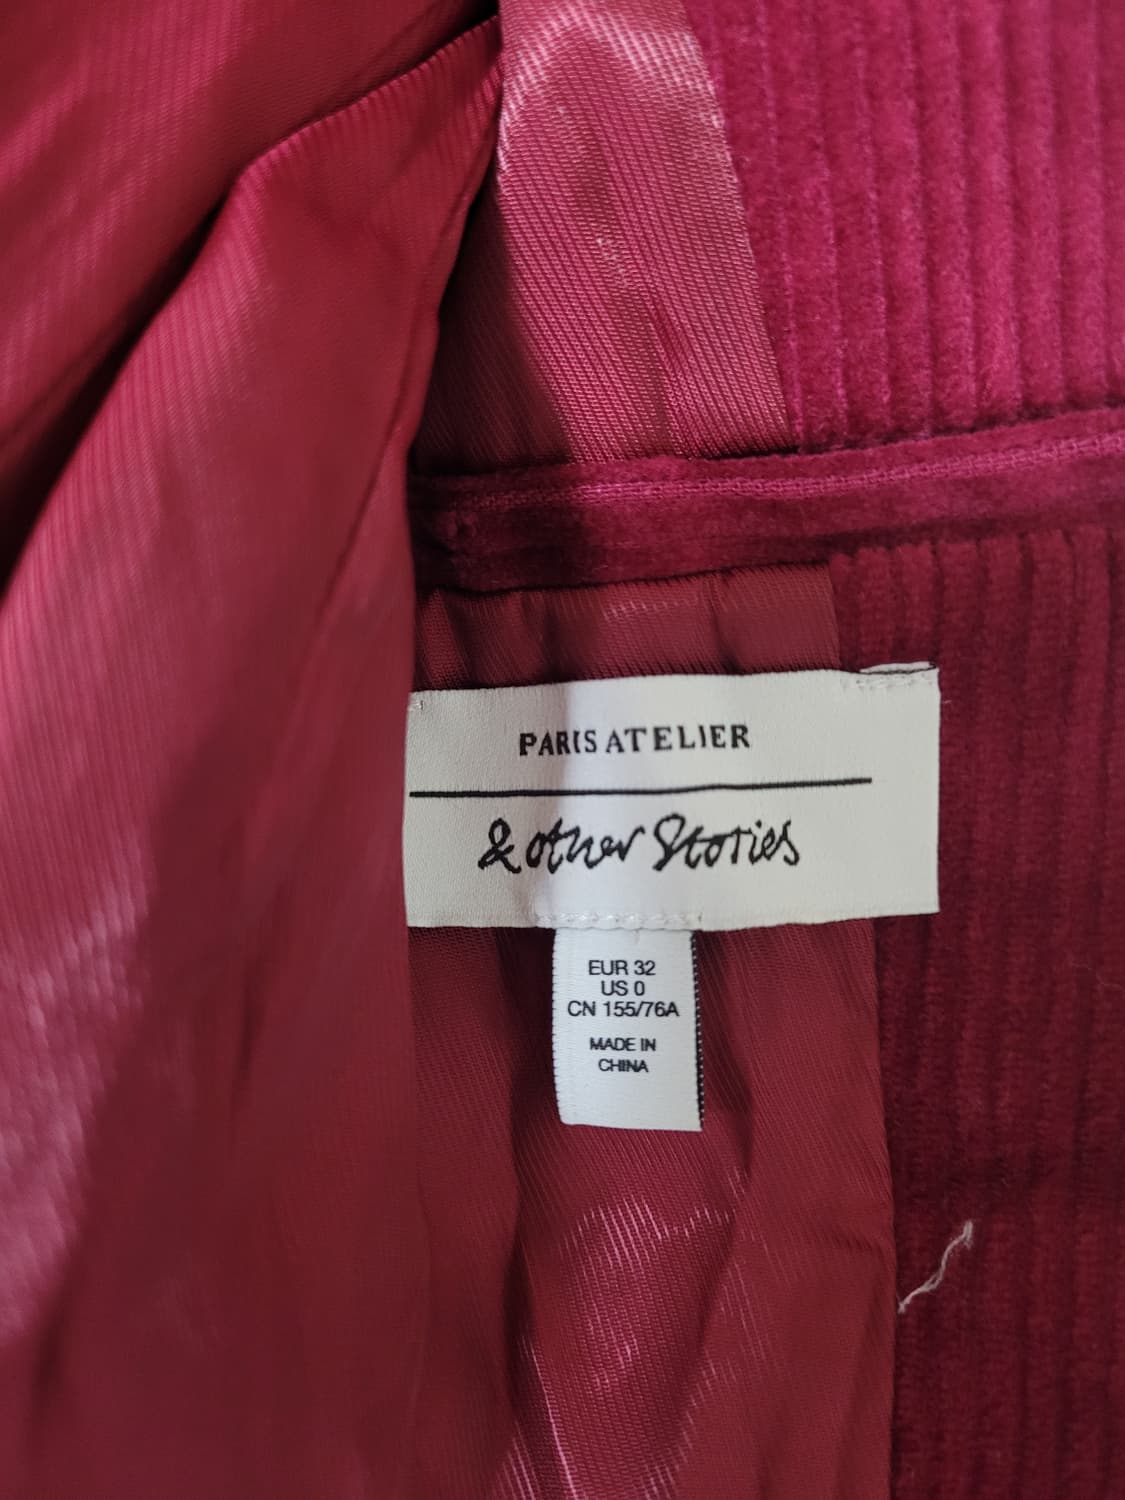 PARIS ATELIER
& other Stories
EUR 32
US 0
CN 155/76A
MADE IN
CHINA